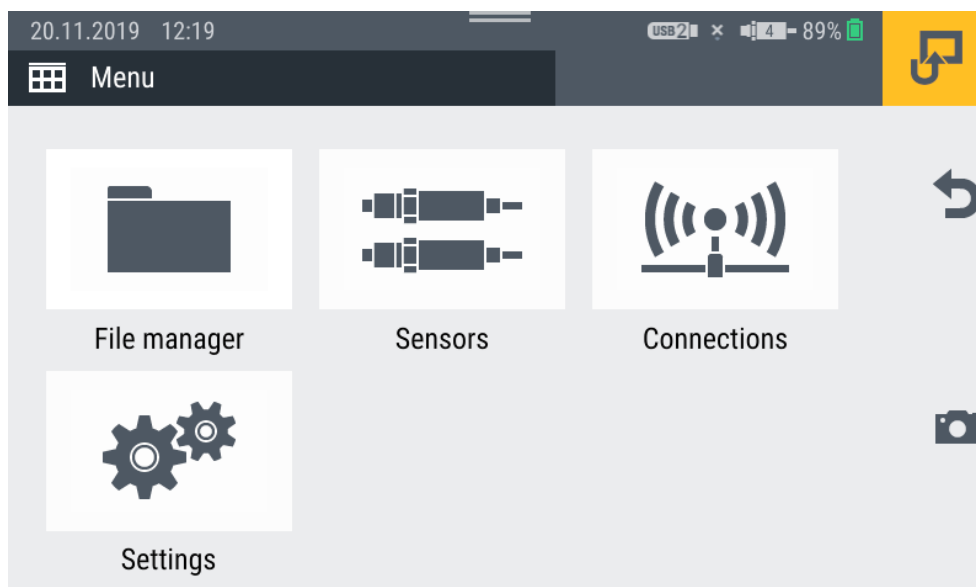 20.11.2019 12:19 USB2 4 89%
Menu
File manager Sensors Connections
Settings